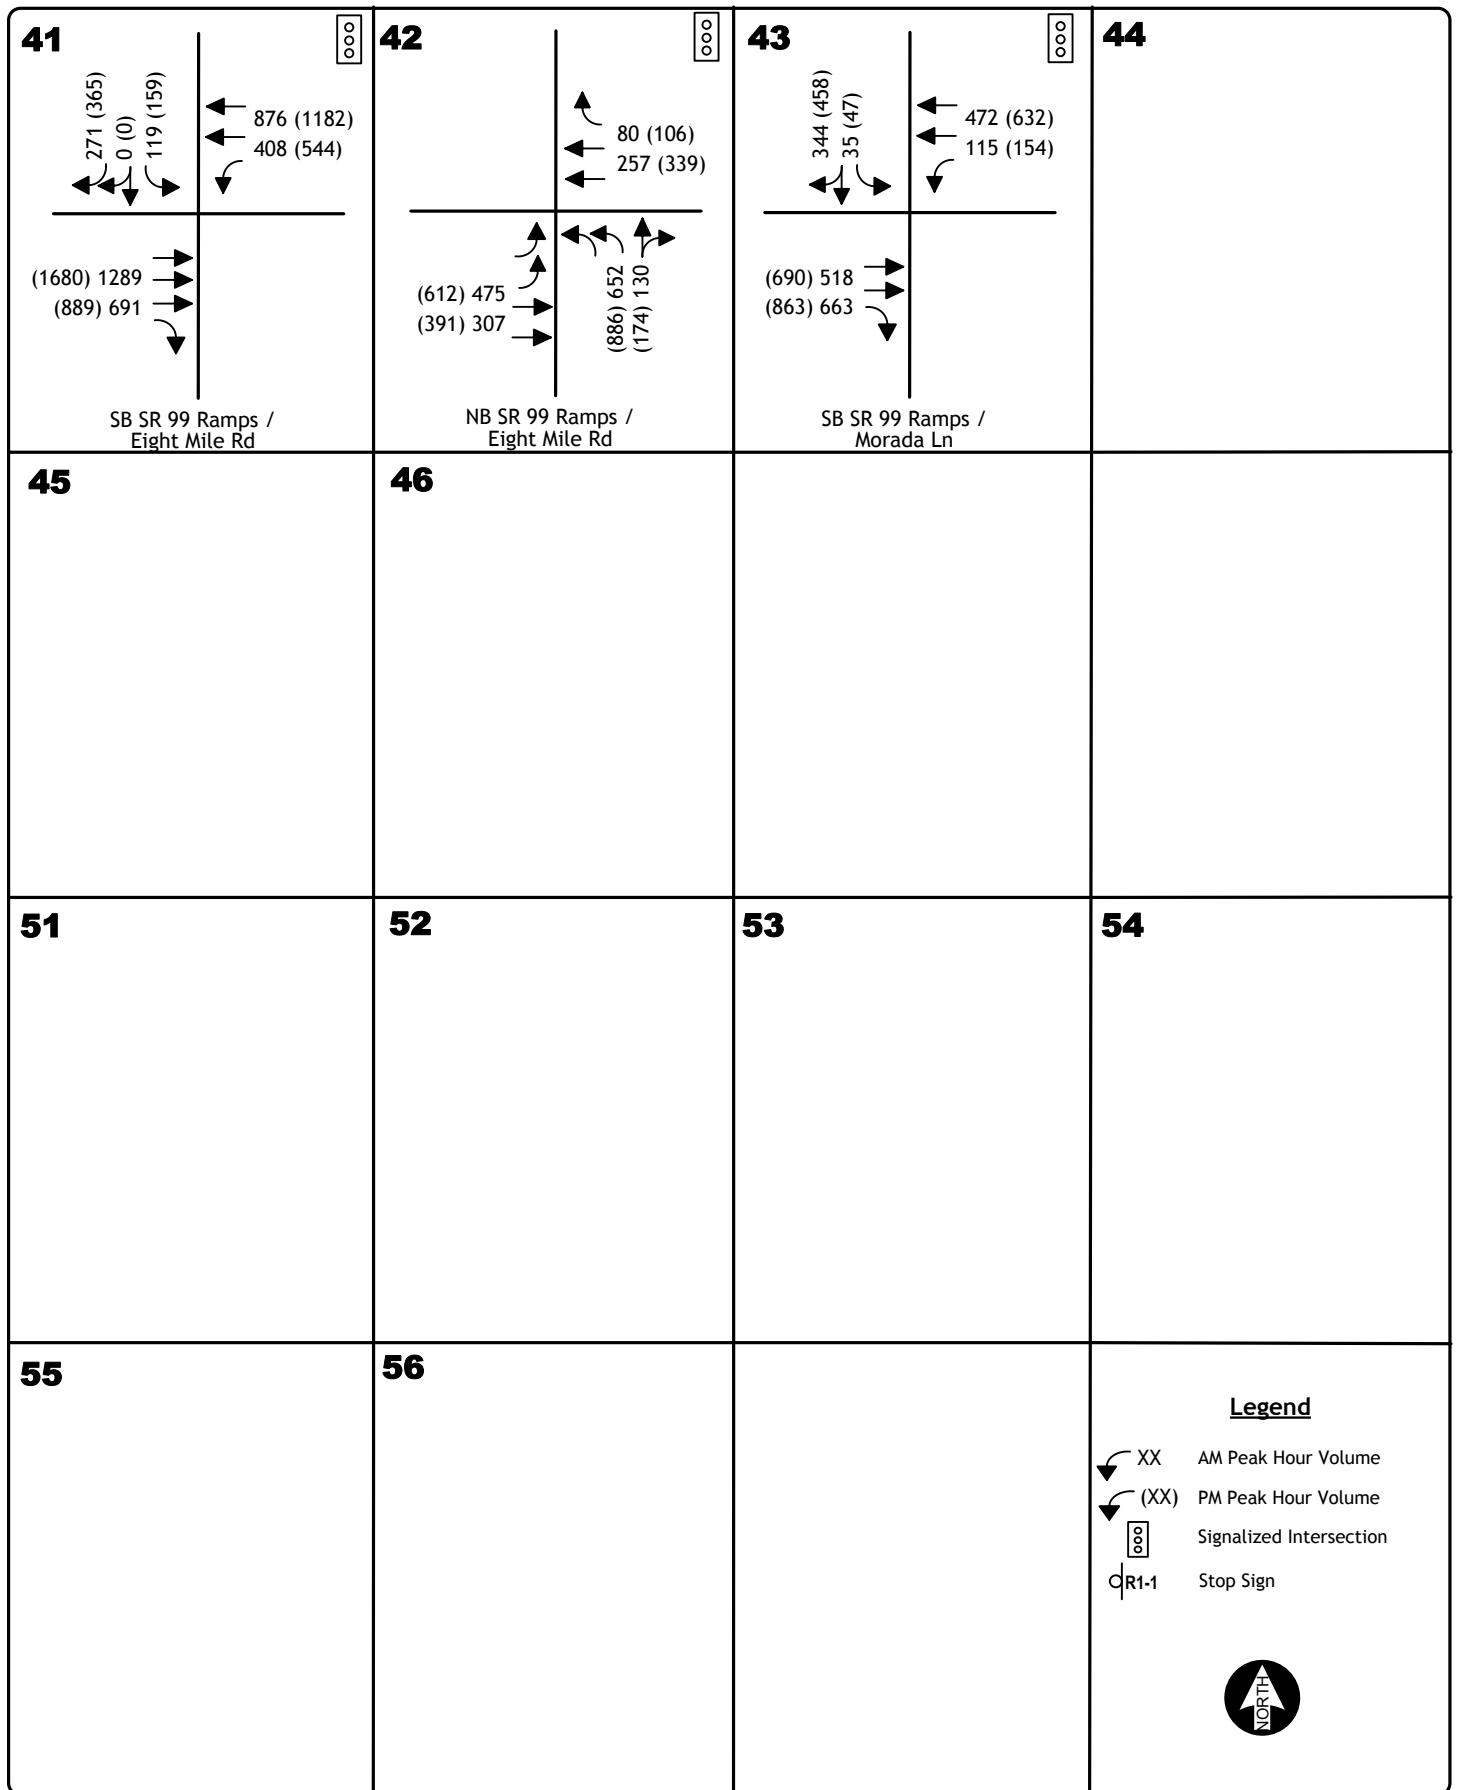 41
271 (365)
0 (0)
119 (159)
876 (1182)
408 (544)
(1680) 1289
(889) 691
SB SR 99 Ramps /
Eight Mile Rd
42
80 (106)
257 (339)
(612) 475
(391) 307
(886) 652
(174) 130
NB SR 99 Ramps /
Eight Mile Rd
43
344 (458)
35 (47)
472 (632)
115 (154)
(690) 518
(863) 663
SB SR 99 Ramps /
Morada Ln
44
45
46
51
52
53
54
55
56
Legend
XX AM Peak Hour Volume
(XX) PM Peak Hour Volume
Signalized Intersection
R1-1 Stop Sign
NORTH